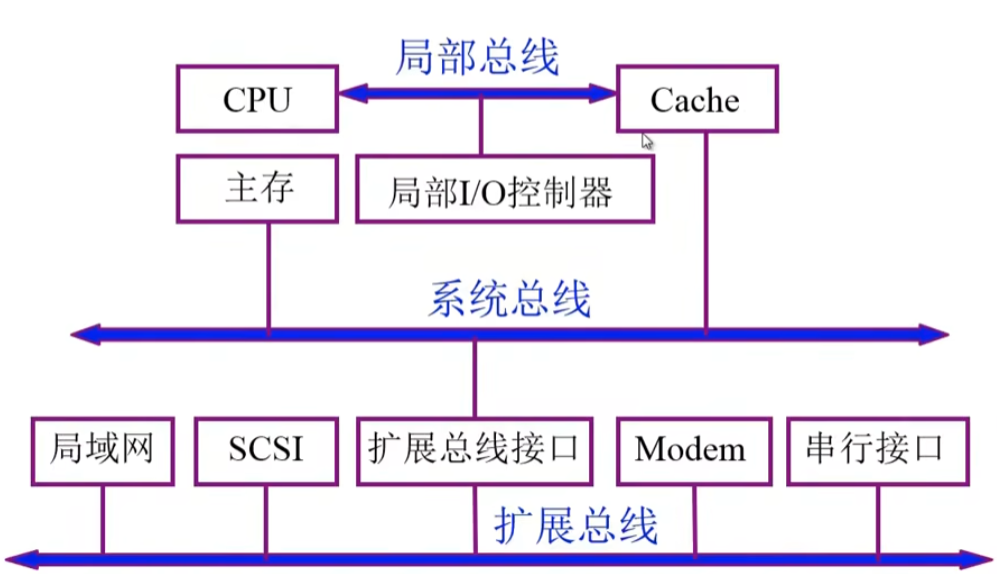 局部总线
CPU
Cache
主存
局部I/O控制器
系统总线
局域网
SCSI
扩展总线接口
Modem
串行接口
扩展总线